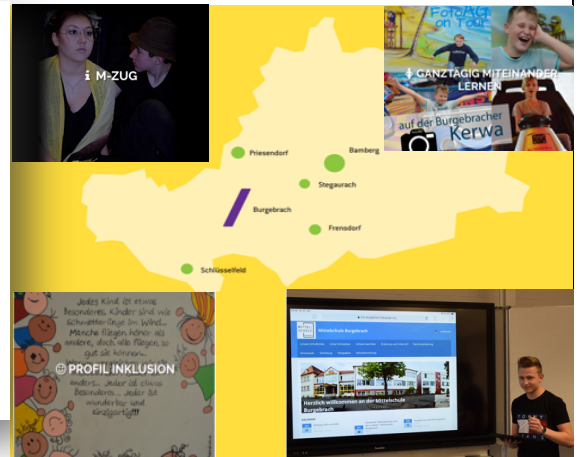 M-ZUG
FotoAG
on Tour
GANZTÄGIG MITEINANDER
LERNEN
auf der Burgebracher
Kerwa
Priesendorf
Bamberg
Stegaurach
Burgebrach
Frensdorf
Schlüsselfeld
Jedes Kind ist etwas
Besonderes. Kinder sind wie
Schmetterlinge im Wind...
Manche fliegen höher als
andere, doch alle fliegen so
gut sie können...
PROFIL INKLUSION
anders... Jeder ist etwas
Besonderes... Jeder ist
wunderbar und
einzigartig!!!
Mittelschule Burgebrach
Herzlich willkommen an der Mittelschule
Burgebrach